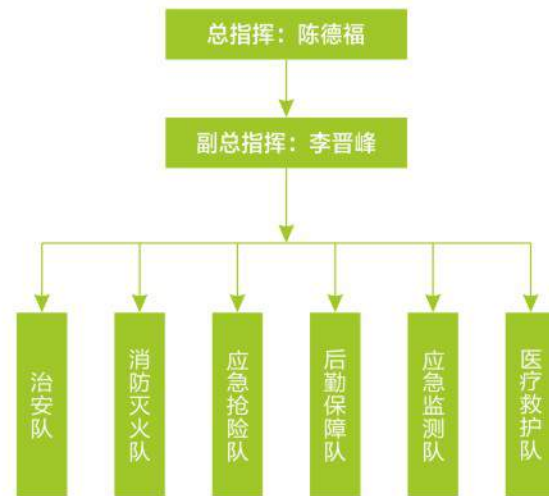 总指挥：陈德福
副总指挥：李晋峰
治安队
消防灭火队
应急抢险队
后勤保障队
应急监测队
医疗救护队